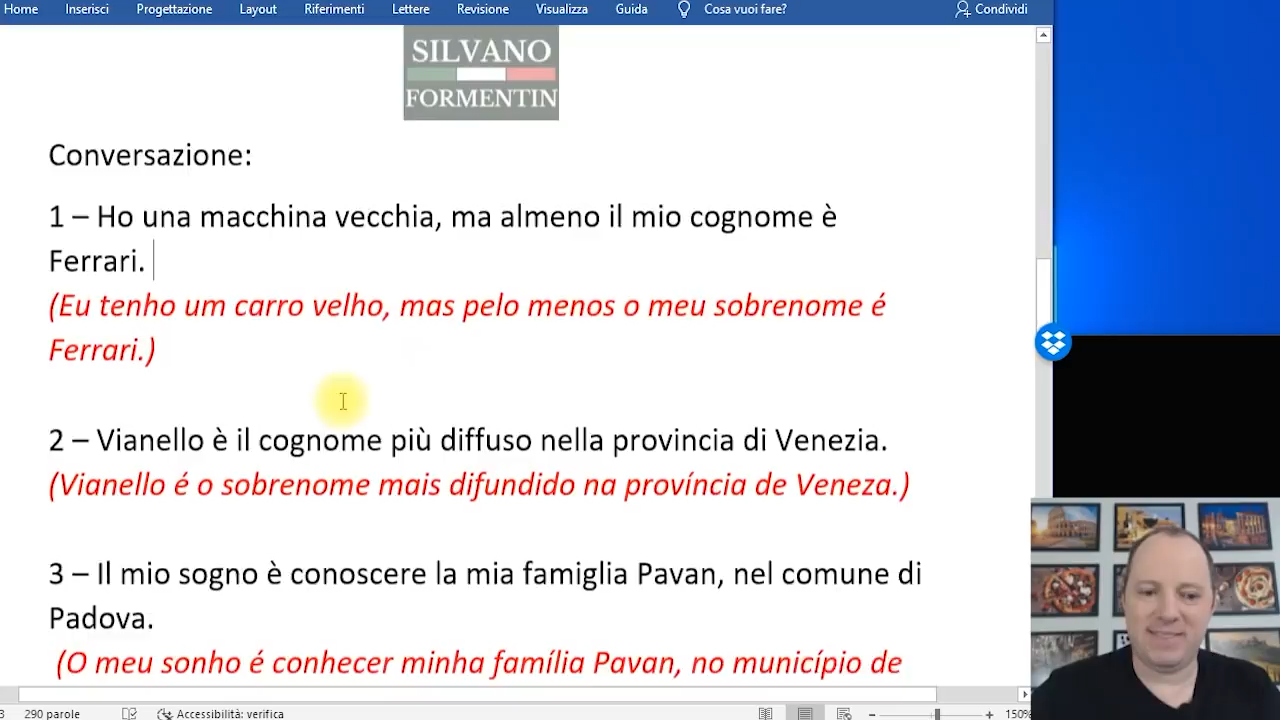 Home Inserisci Progettazione Layout Riferimenti Lettere Revisione Visualizza Guida Cosa vuoi fare? Condividi
SILVANO
FORMENTIN
Conversazione:
1 – Ho una macchina vecchia, ma almeno il mio cognome è
Ferrari.
(Eu tenho um carro velho, mas pelo menos o meu sobrenome é
Ferrari.)
2 – Vianello è il cognome più diffuso nella provincia di Venezia.
(Vianello é o sobrenome mais difundido na província de Veneza.)
3 – Il mio sogno è conoscere la mia famiglia Pavan, nel comune di
Padova.
(O meu sonho é conhecer minha família Pavan, no município de
3 290 parole Accessibilità: verifica 150%